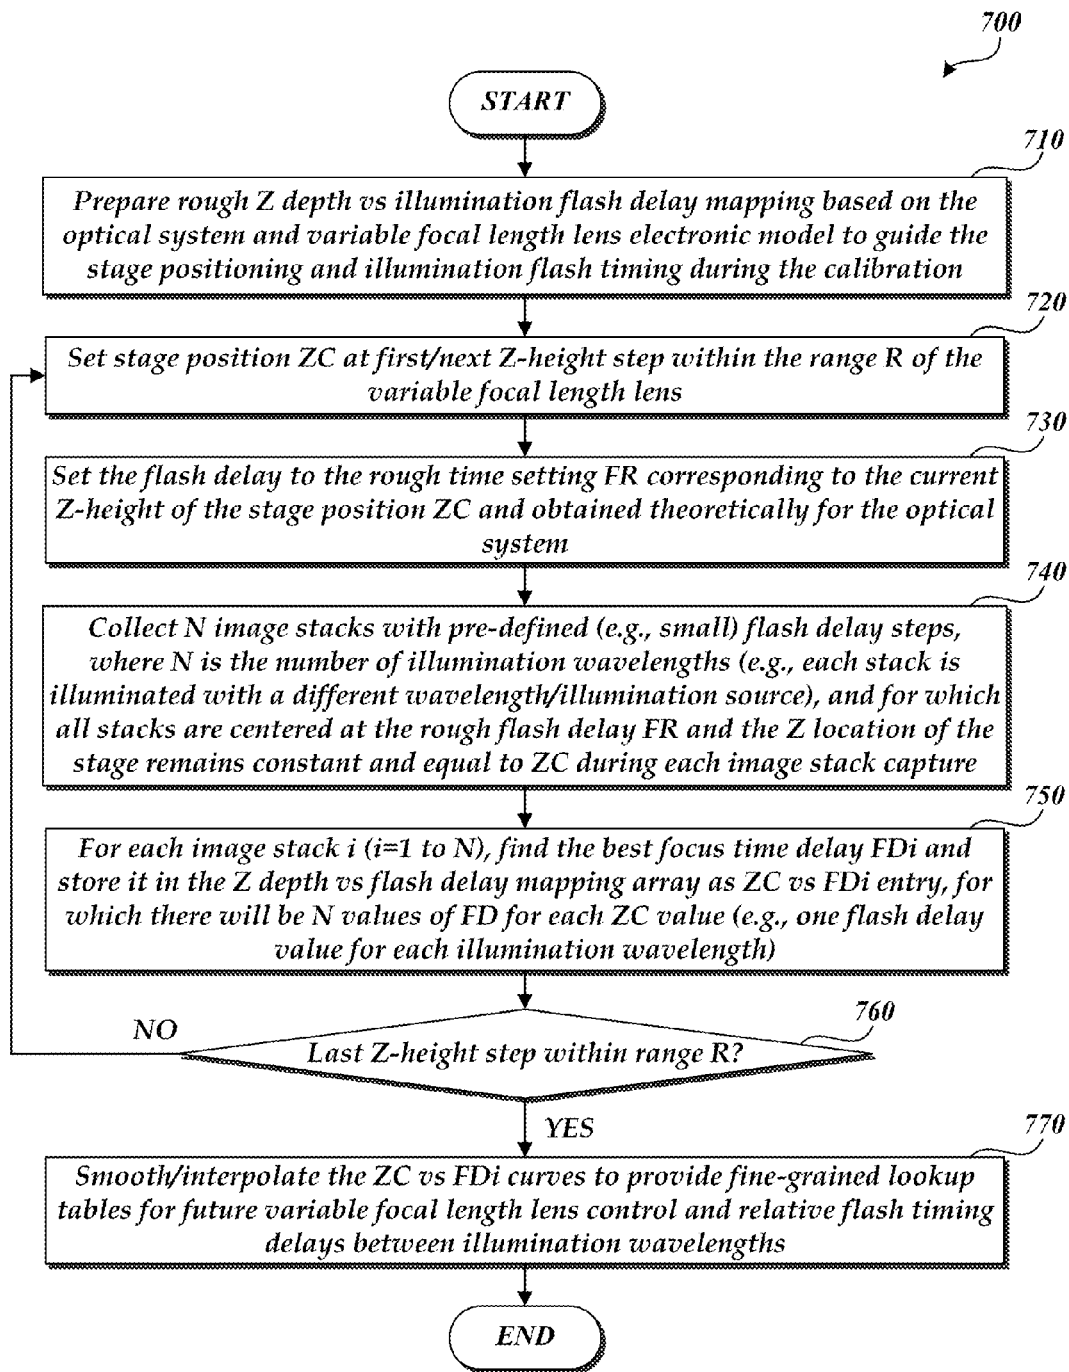 700
START
710
Prepare rough Z depth vs illumination flash delay mapping based on the
optical system and variable focal length lens electronic model to guide the
stage positioning and illumination flash timing during the calibration
720
Set stage position ZC at first/next Z-height step within the range R of the
variable focal length lens
730
Set the flash delay to the rough time setting FR corresponding to the current
Z-height of the stage position ZC and obtained theoretically for the optical
system
740
Collect N image stacks with pre-defined (e.g., small) flash delay steps,
where N is the number of illumination wavelengths (e.g., each stack is
illuminated with a different wavelength/illumination source), and for which
all stacks are centered at the rough flash delay FR and the Z location of the
stage remains constant and equal to ZC during each image stack capture
750
For each image stack i (i=1 to N), find the best focus time delay FDi and
store it in the Z depth vs flash delay mapping array as ZC vs FDi entry, for
which there will be N values of FD for each ZC value (e.g., one flash delay
value for each illumination wavelength)
NO
760
Last Z-height step within range R?
YES
770
Smooth/interpolate the ZC vs FDi curves to provide fine-grained lookup
tables for future variable focal length lens control and relative flash timing
delays between illumination wavelengths
END